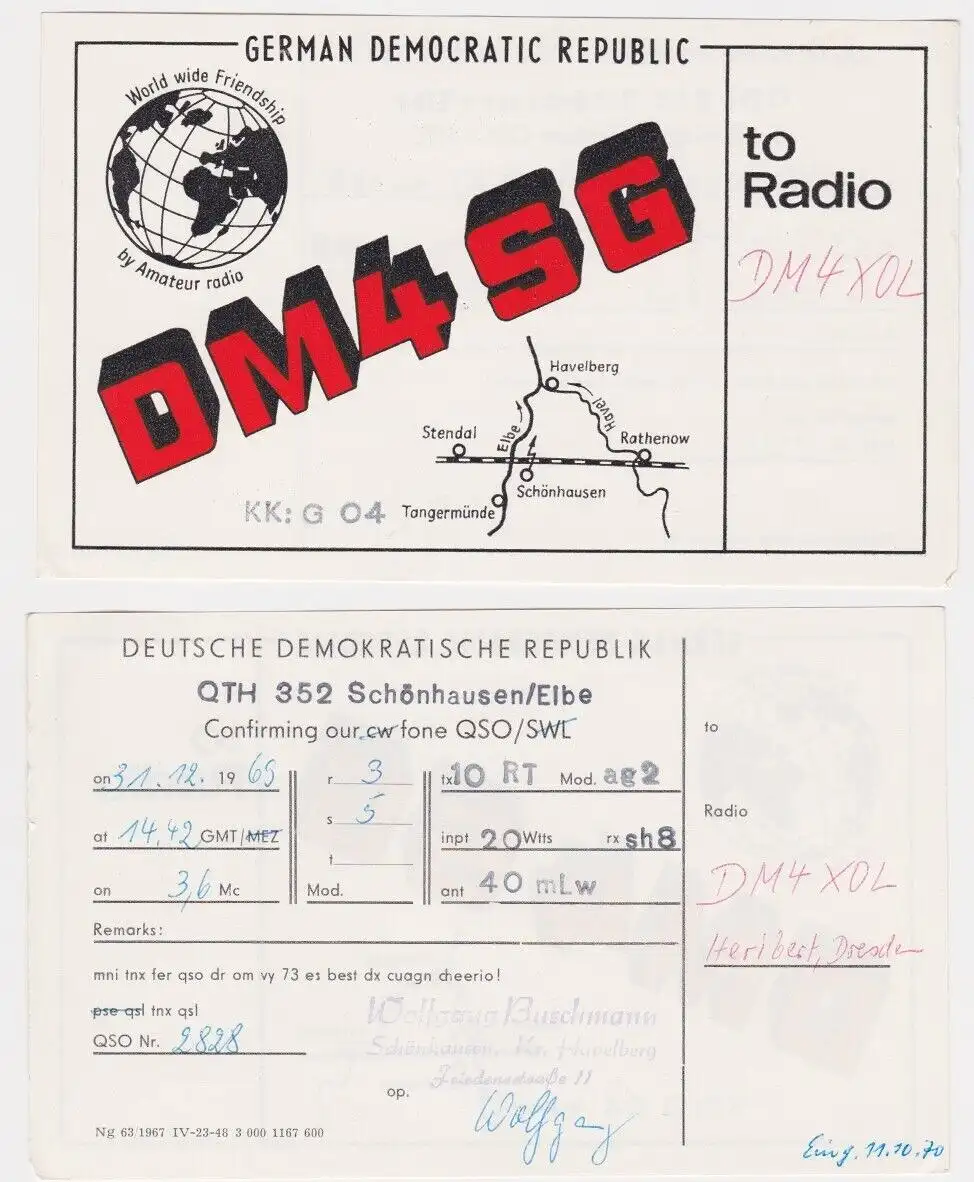 GERMAN DEMOCRATIC REPUBLIC
World wide Friendship
by Amateur radio
DM4SG
to
Radio
DM4XOL
Havelberg
Havel
Elbe
Stendal
Rathenow
Schönhausen
Tangermünde
KK: G 04
DEUTSCHE DEMOKRATISCHE REPUBLIK
QTH 352 Schönhausen/Elbe
Confirming our cw fone QSO/SWL
on 31.12. 1969 r 3 tx 10 RT Mod. ag2
s 5
at 14,42 GMT/MEZ inpt 20 Wtts rx sh8
t
on 3,6 Mc Mod. ant 40 mLw
Remarks:
mni tnx fer qso dr om vy 73 es best dx cuagn cheerio!
pse qsl tnx qsl
QSO Nr. 2828
Wolfgang Buschmann
Schönhausen, Kr. Havelberg
Friedensstraße 11
op. Wolfgang
Ng 63/1967 IV-23-48 3 000 1167 600
to
Radio
DM4XOL
Heribert, Dresden
Eing. 11.10.70